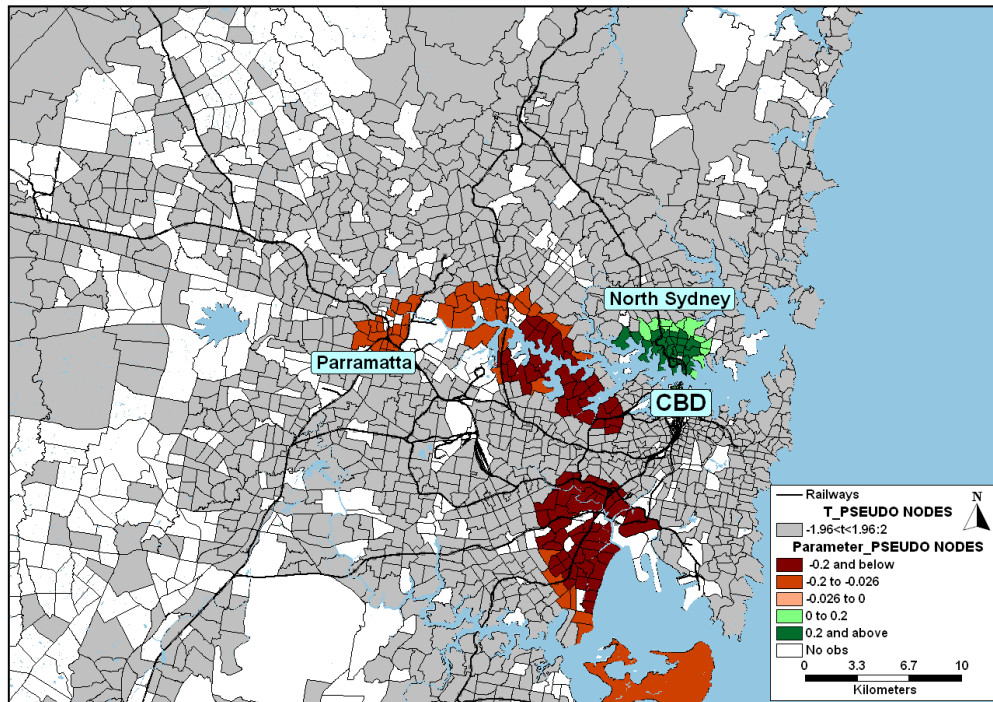 North Sydney
Parramatta
CBD
Railways
N
T_PSEUDO NODES
-1.96<t<1.96:2
Parameter_PSEUDO NODES
-0.2 and below
-0.2 to -0.026
-0.026 to 0
0 to 0.2
0.2 and above
No obs
0 3.3 6.7 10
Kilometers